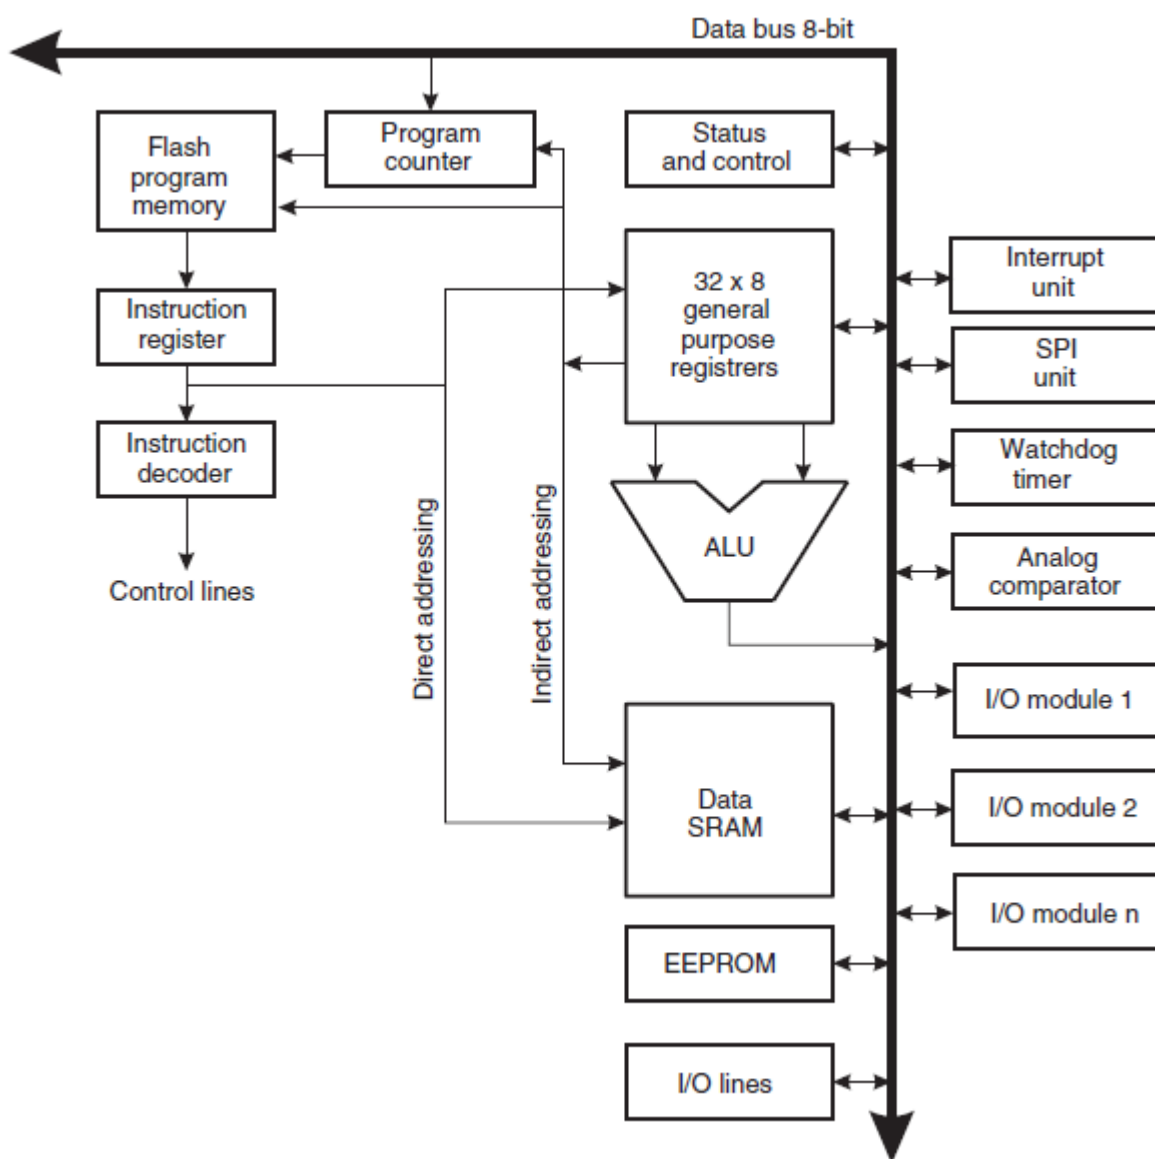 Data bus 8-bit
Program
counter
Flash
program
memory
Status
and control
Instruction
register
32 x 8
general
purpose
registrers
Interrupt
unit
SPI
unit
Instruction
decoder
Watchdog
timer
ALU
Analog
comparator
Control lines
Direct addressing
Indirect addressing
I/O module 1
Data
SRAM
I/O module 2
I/O module n
EEPROM
I/O lines